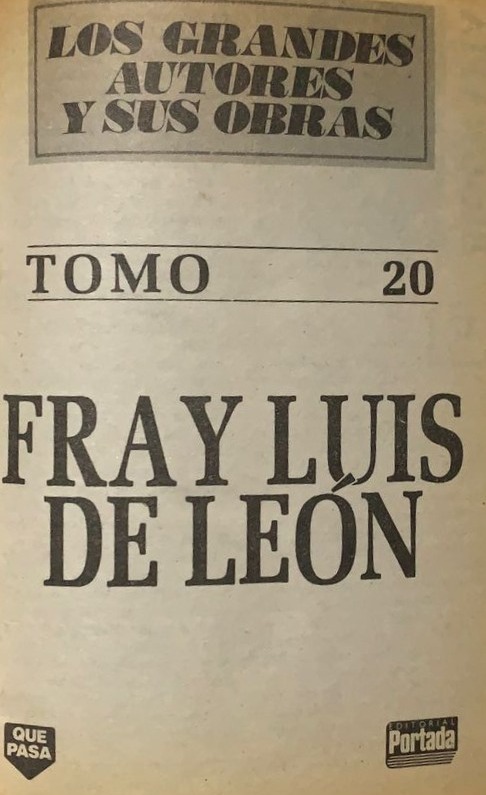 LOS GRANDES
AUTORES
Y SUS OBRAS
TOMO 20
FRAY LUIS
DE LEÓN
QUE
PASA
EDITORIAL
Portada